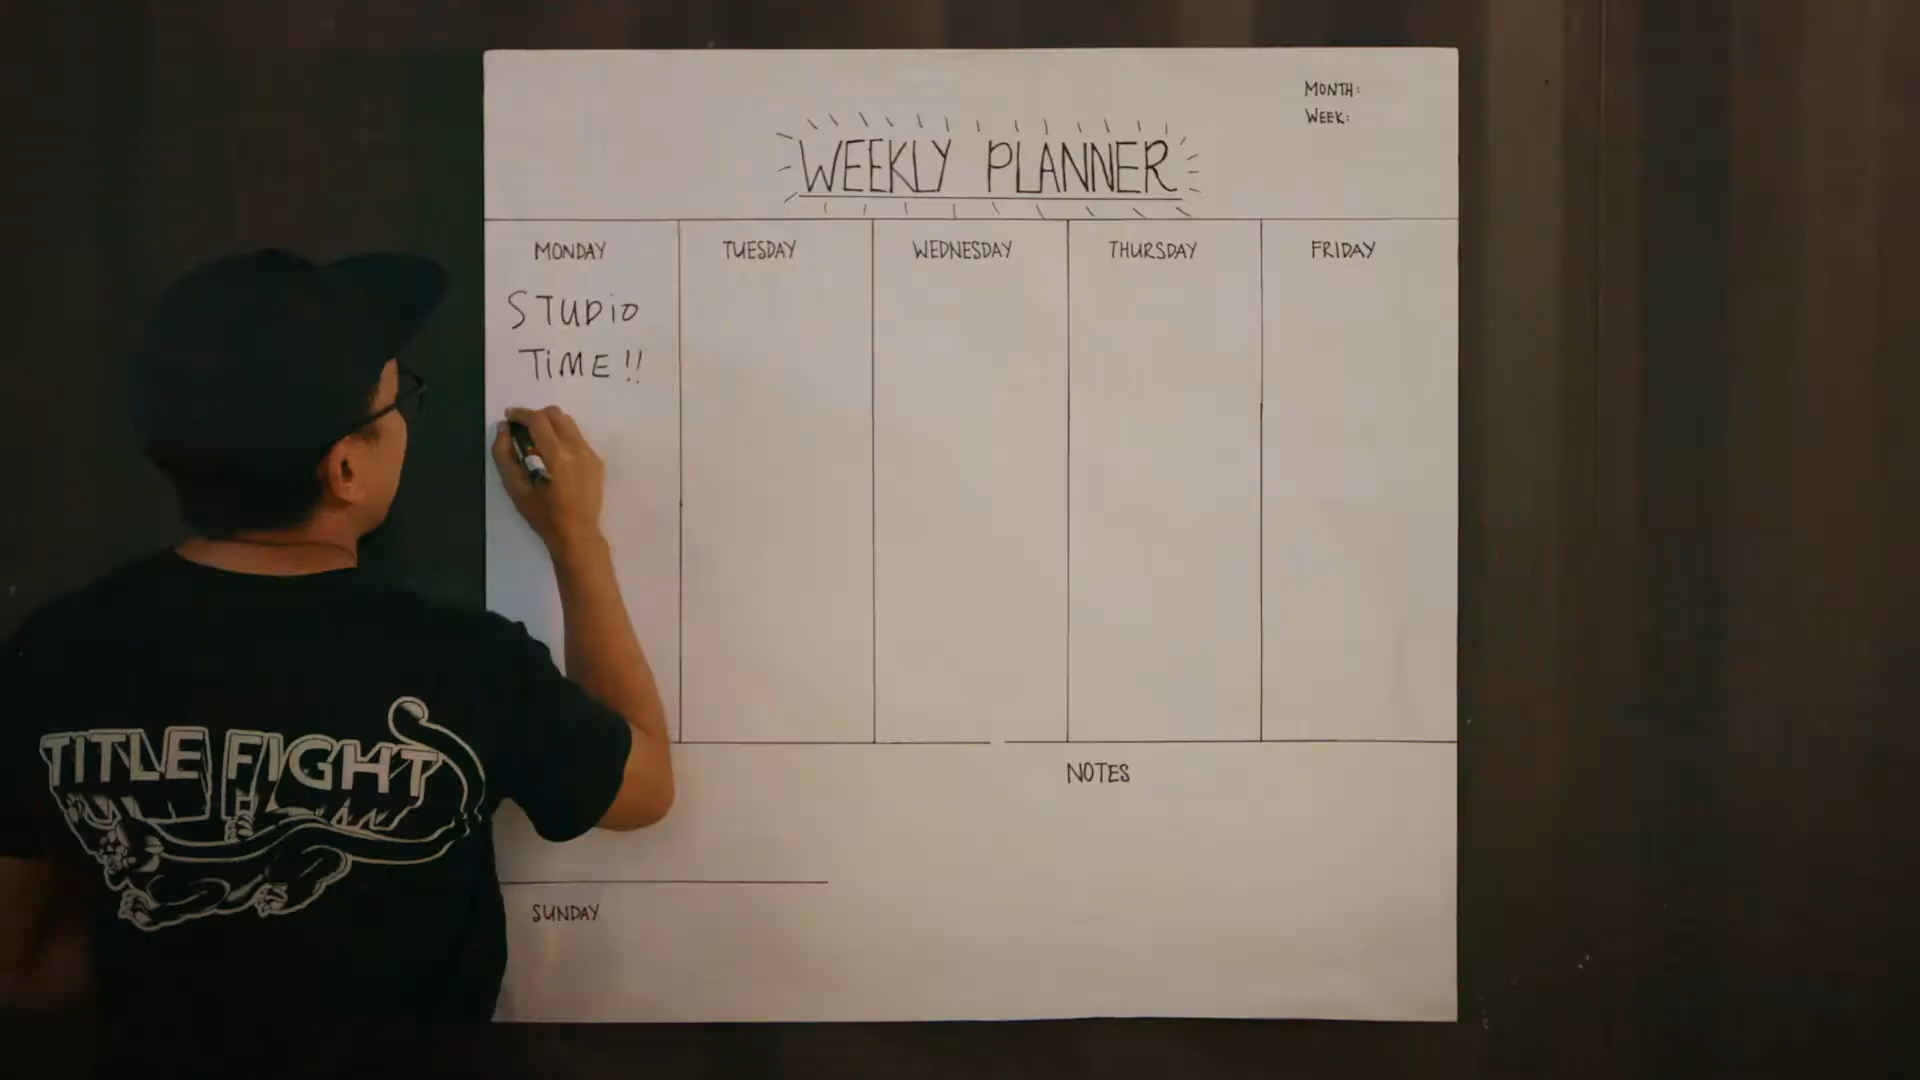 MONTH:
WEEK:
WEEKLY PLANNER
MONDAY
TUESDAY
WEDNESDAY
THURSDAY
FRIDAY
STUDiO
TiME!!
NOTES
SUNDAY
TITLE FIGHT